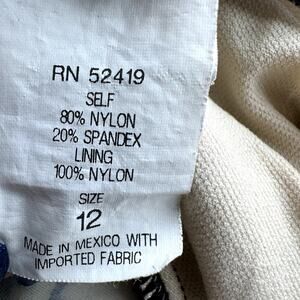 RN 52419
SELF
80% NYLON
20% SPANDEX
LINING
100% NYLON
SIZE
12
MADE IN MEXICO WITH
IMPORTED FABRIC